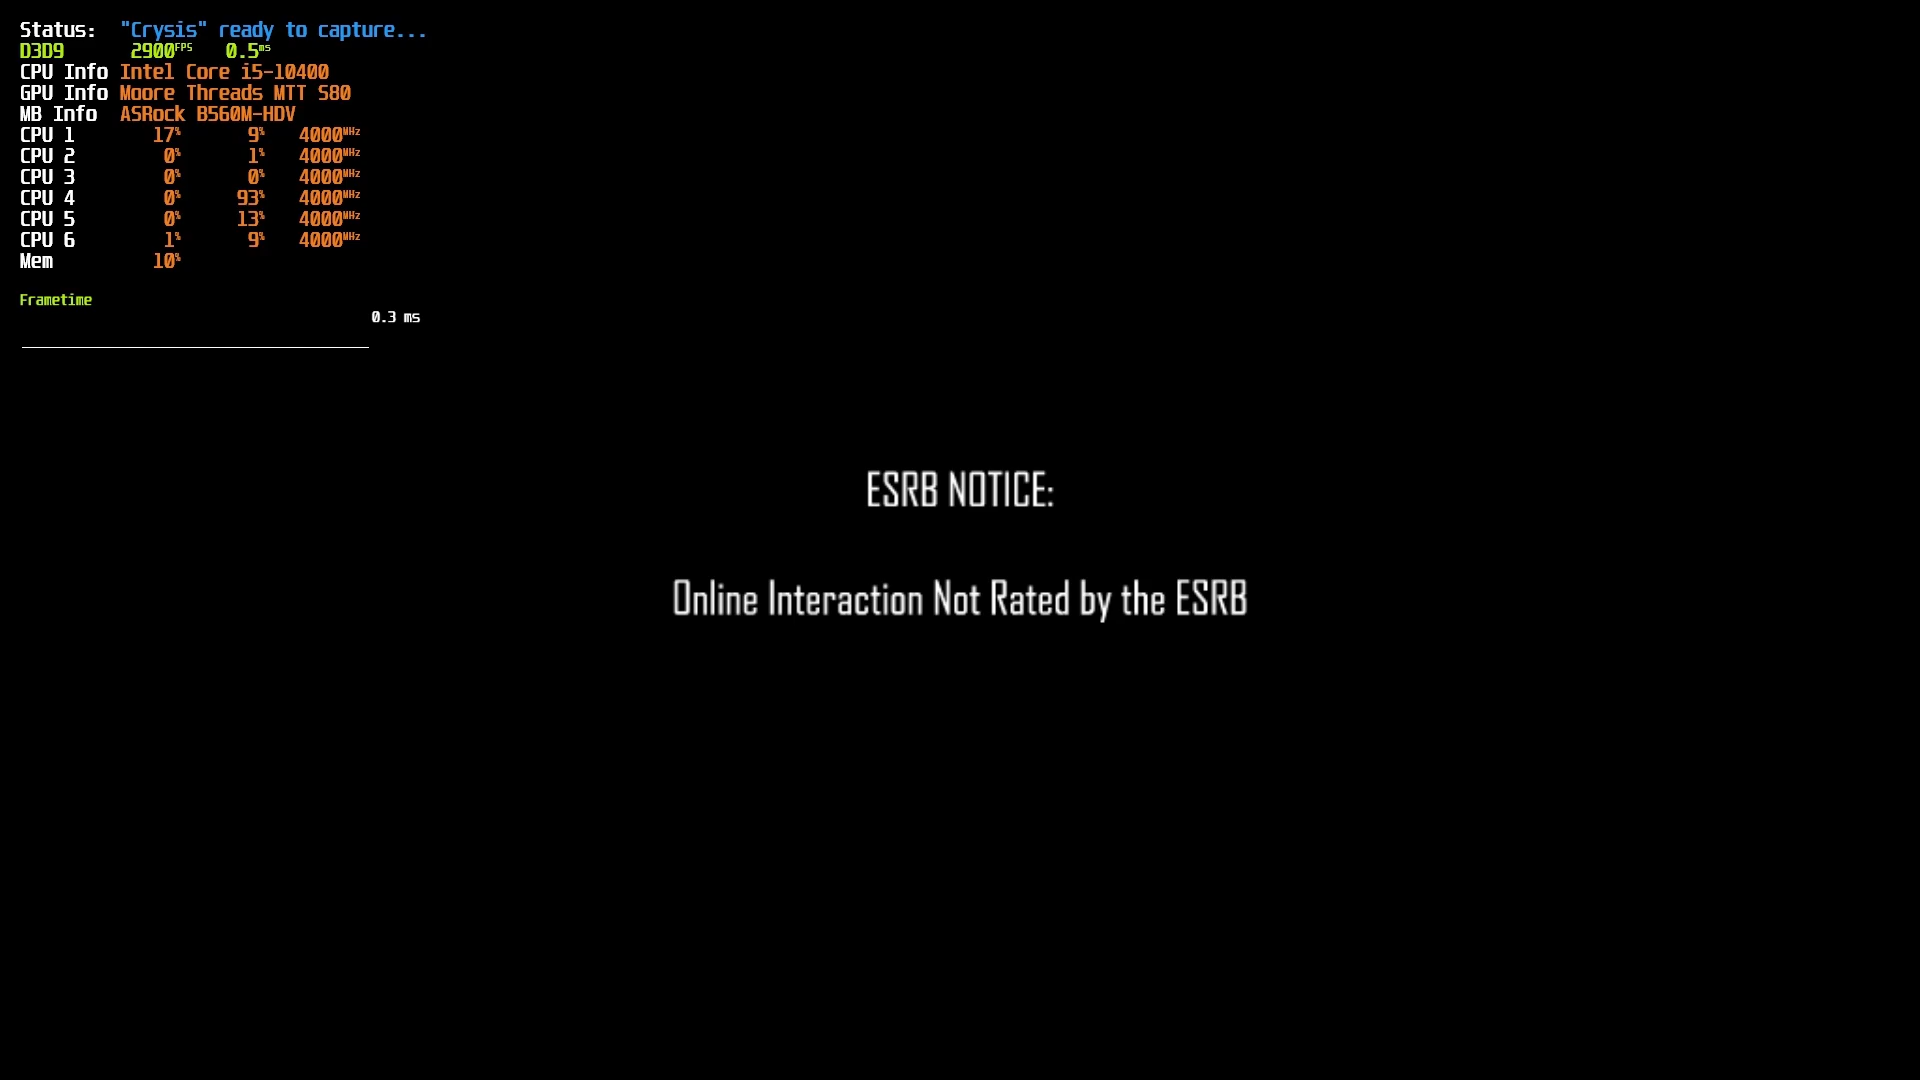 Status: "Crysis" ready to capture...
D3D9 2900FPS 0.5ms
CPU Info Intel Core i5-10400
GPU Info Moore Threads MTT S80
MB Info ASRock B560M-HDV
CPU 1 17% 9% 4000MHz
CPU 2 0% 1% 4000MHz
CPU 3 0% 0% 4000MHz
CPU 4 0% 93% 4000MHz
CPU 5 0% 13% 4000MHz
CPU 6 1% 9% 4000MHz
Mem 10%
Frametime
0.3 ms
ESRB NOTICE:
Online Interaction Not Rated by the ESRB